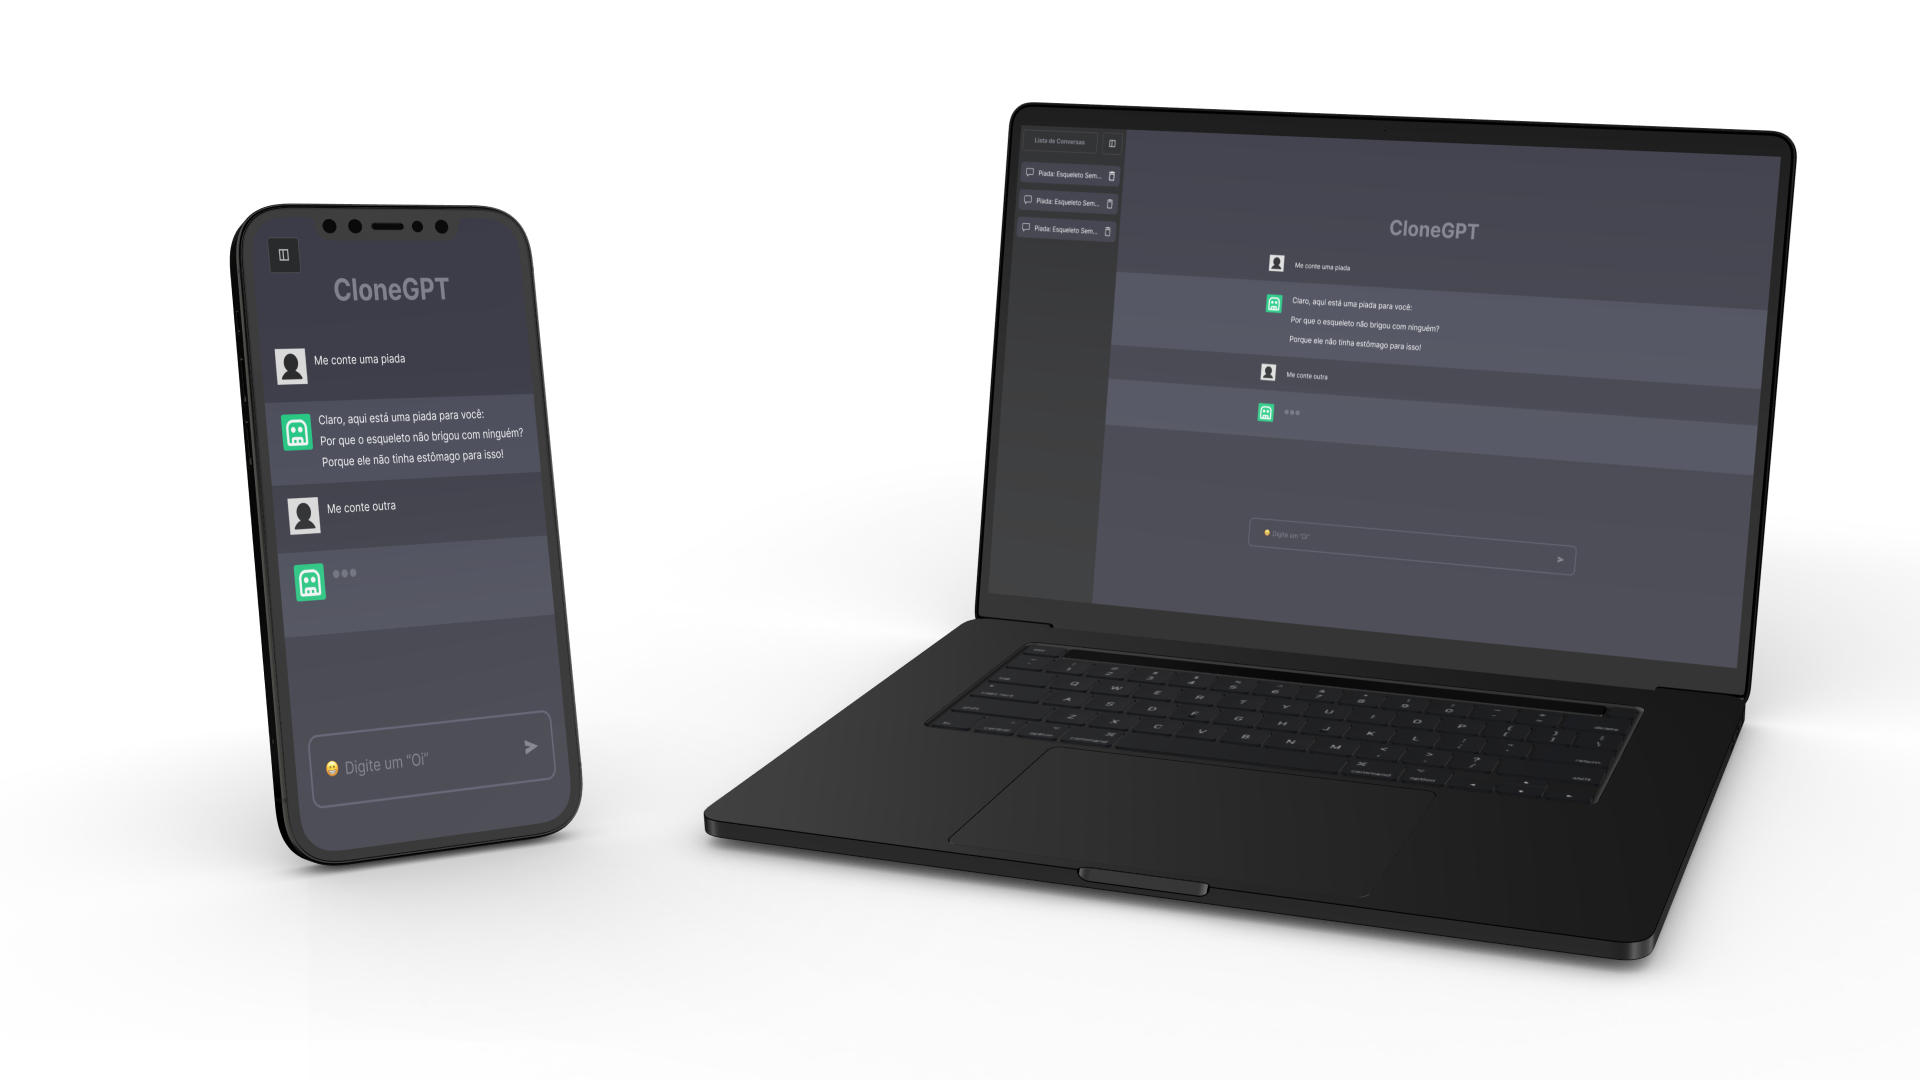 CloneGPT
Me conte uma piada
Claro, aqui está uma piada para você:
Por que o esqueleto não brigou com ninguém?
Porque ele não tinha estômago para isso!
Me conte outra
😁 Digite um “Oi”
Lista de Conversas
Piada: Esqueleto Sem...
Piada: Esqueleto Sem...
Piada: Esqueleto Sem...
CloneGPT
Me conte uma piada
Claro, aqui está uma piada para você:
Por que o esqueleto não brigou com ninguém?
Porque ele não tinha estômago para isso!
Me conte outra
Digite um “Oi”
Q W E R T Y U I O P
A S D F G H J K L
Z X C V B N M
command
command option